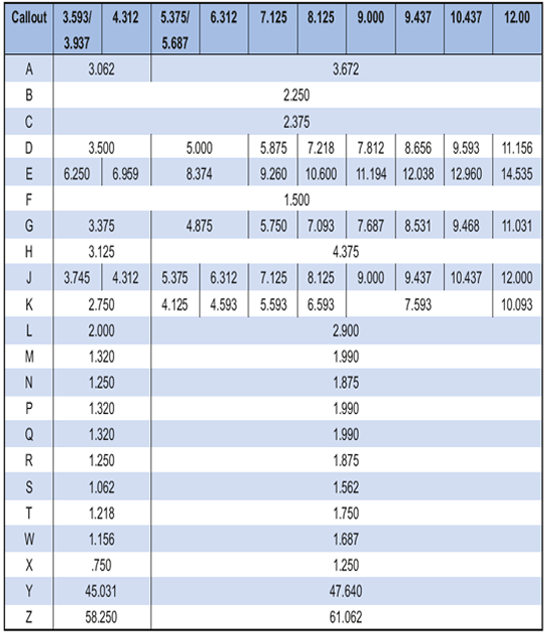 Callout 3.593/ 4.312 5.375/ 6.312 7.125 8.125 9.000 9.437 10.437 12.00
3.937 5.687
A 3.062 3.672
B 2.250
C 2.375
D 3.500 5.000 5.875 7.218 7.812 8.656 9.593 11.156
E 6.250 6.959 8.374 9.260 10.600 11.194 12.038 12.960 14.535
F 1.500
G 3.375 4.875 5.750 7.093 7.687 8.531 9.468 11.031
H 3.125 4.375
J 3.745 4.312 5.375 6.312 7.125 8.125 9.000 9.437 10.437 12.000
K 2.750 4.125 4.593 5.593 6.593 7.593 10.093
L 2.000 2.900
M 1.320 1.990
N 1.250 1.875
P 1.320 1.990
Q 1.320 1.990
R 1.250 1.875
S 1.062 1.562
T 1.218 1.750
W 1.156 1.687
X .750 1.250
Y 45.031 47.640
Z 58.250 61.062